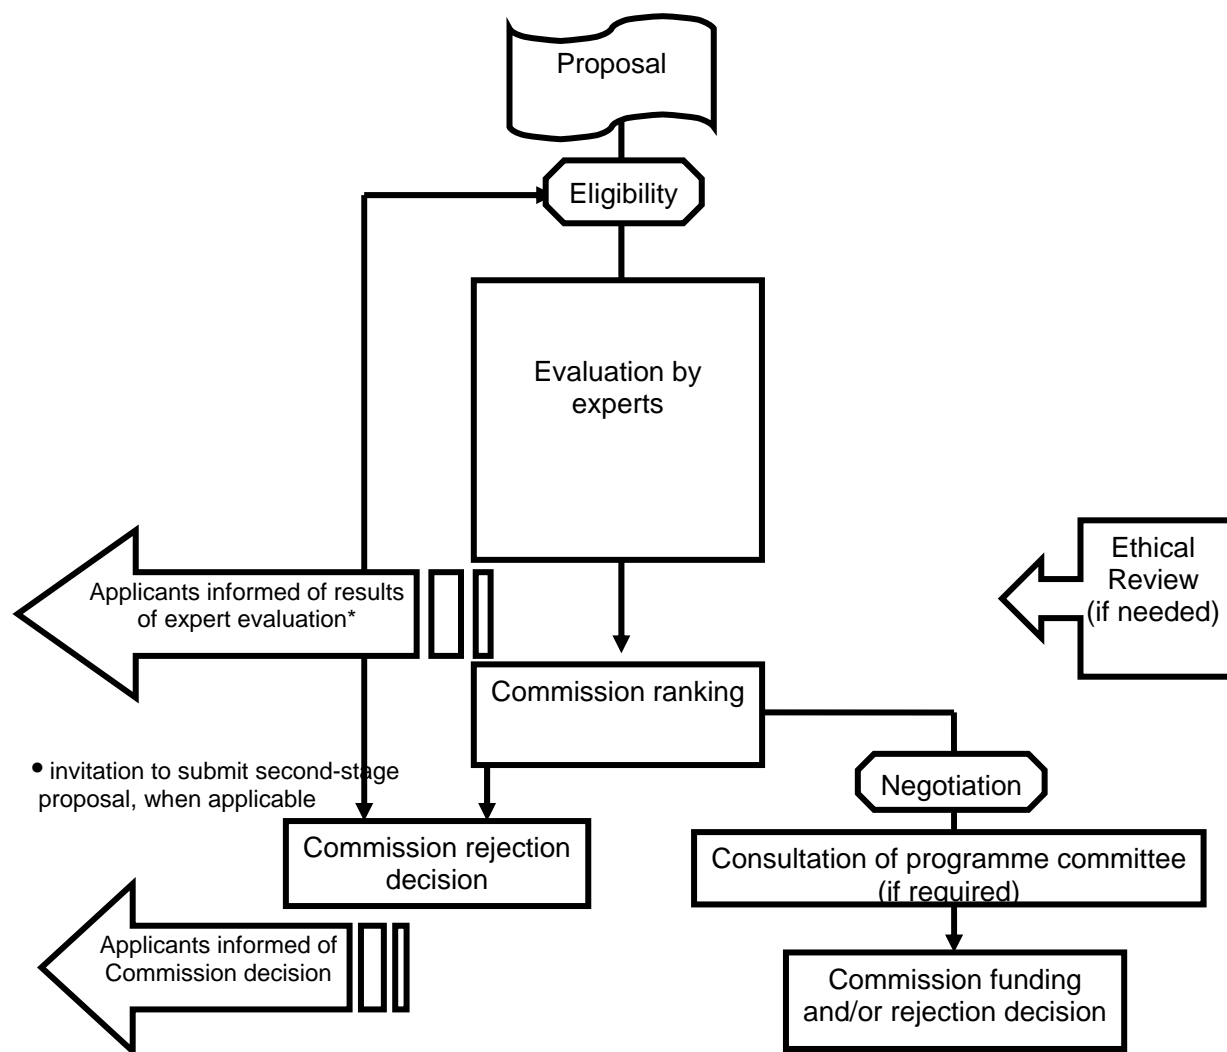 Proposal
Eligibility
Evaluation by
experts
Ethical
Review
(if needed)
Applicants informed of results
of expert evaluation*
Commission ranking
• invitation to submit second-stage
proposal, when applicable
Negotiation
Commission rejection
decision
Consultation of programme committee
(if required)
Applicants informed of
Commission decision
Commission funding
and/or rejection decision